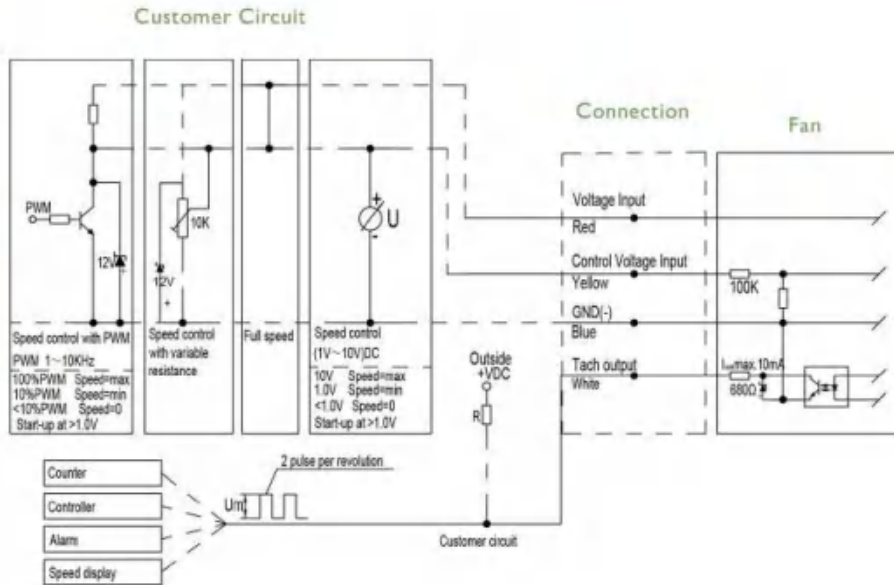 Customer Circuit
Connection
Fan
PWM
12V
10K
12V
+
+
U
-
Voltage Input
Red
Control Voltage Input
Yellow
100K
GND(-)
Blue
Tach output
White
max.10mA
680Ω
Speed control with PWM
PWM 1~10KHz
100%PWM Speed=max
10%PWM Speed=min
<10%PWM Speed=0
Start-up at >1.0V
Speed control
with variable
resistance
Full speed
Speed control
(1V~10V)DC
10V Speed=max
1.0V Speed=min
<1.0V Speed=0
Start-up at >1.0V
Outside
+VDC
R
Counter
Controller
Alarm
Speed display
2 pulse per revolution
Um
Customer circuit